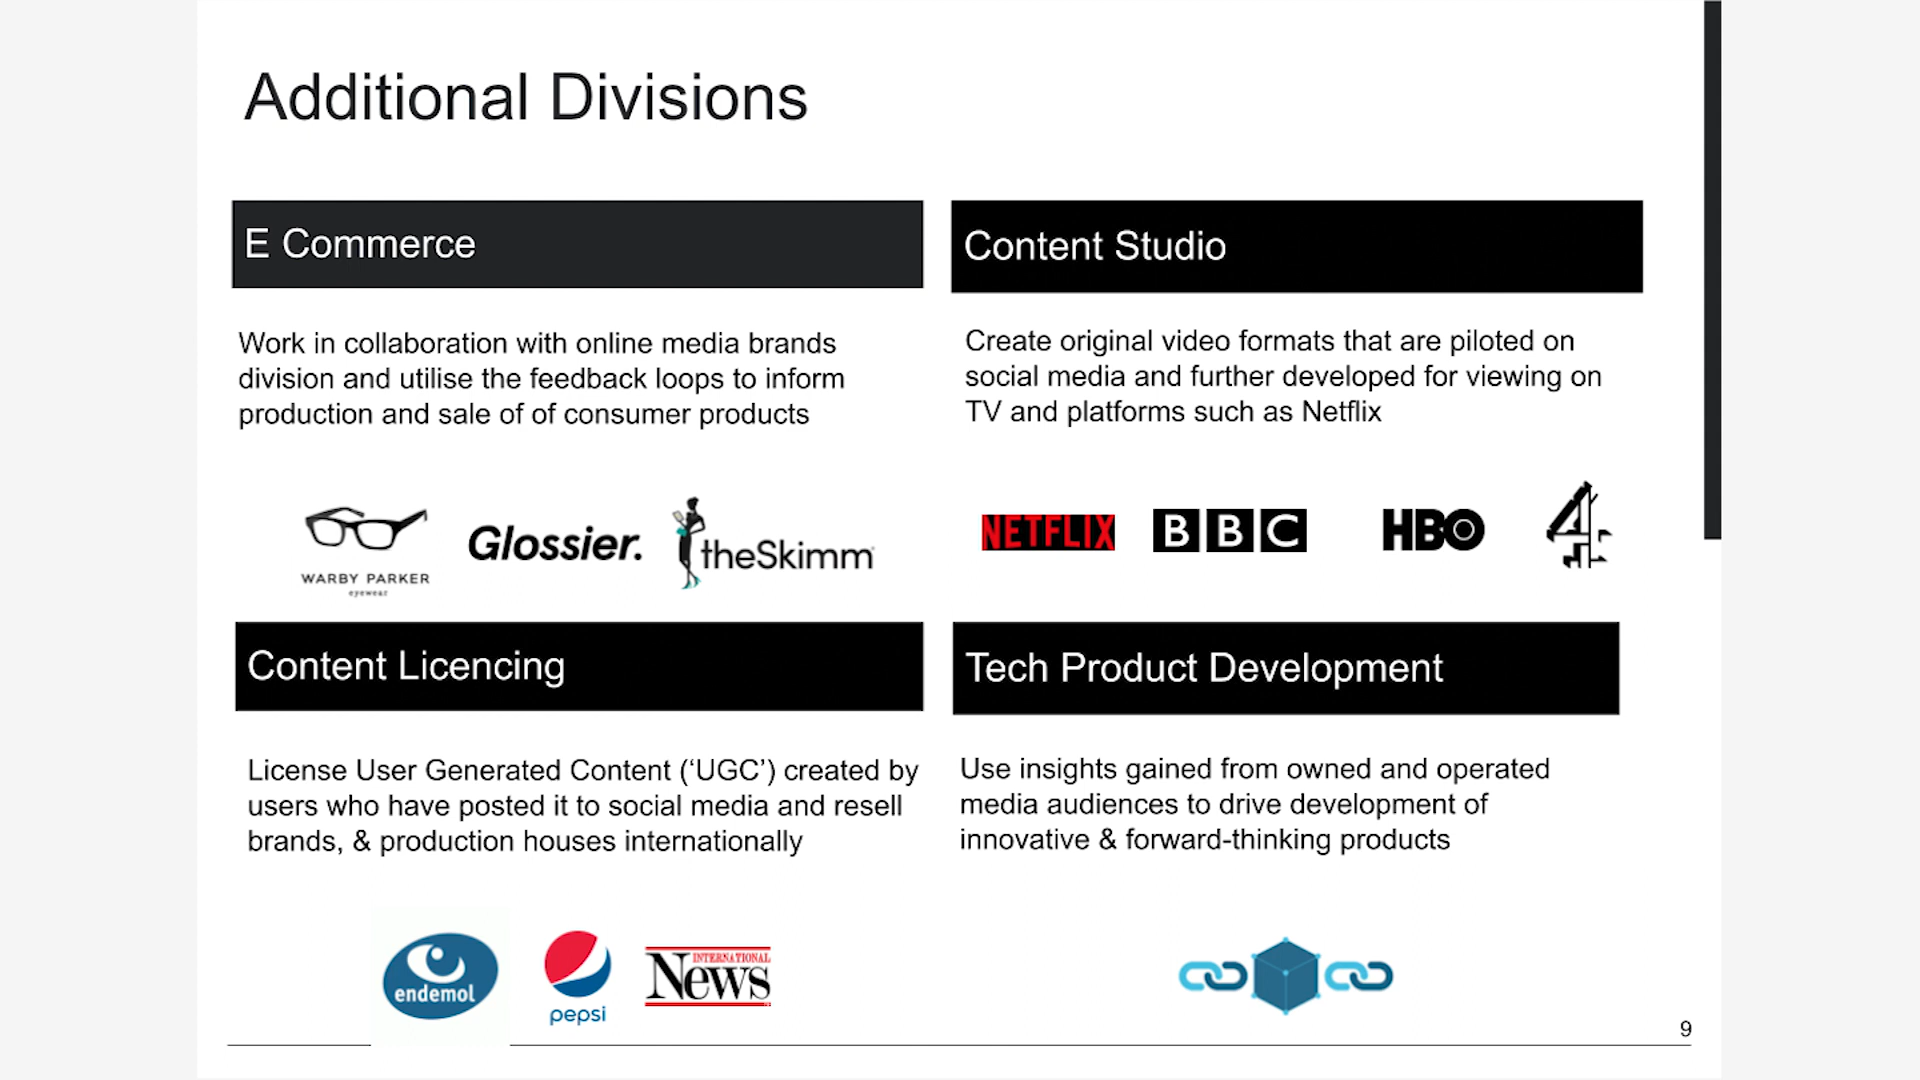 Additional Divisions
E Commerce
Work in collaboration with online media brands
division and utilise the feedback loops to inform
production and sale of of consumer products
WARBY PARKER
eyewear
Glossier.
theSkimm
Content Studio
Create original video formats that are piloted on
social media and further developed for viewing on
TV and platforms such as Netflix
NETFLIX
BBC
HBO
4
Content Licencing
License User Generated Content (‘UGC’) created by
users who have posted it to social media and resell
brands, & production houses internationally
endemol
pepsi
INTERNATIONAL
News
Tech Product Development
Use insights gained from owned and operated
media audiences to drive development of
innovative & forward-thinking products
9